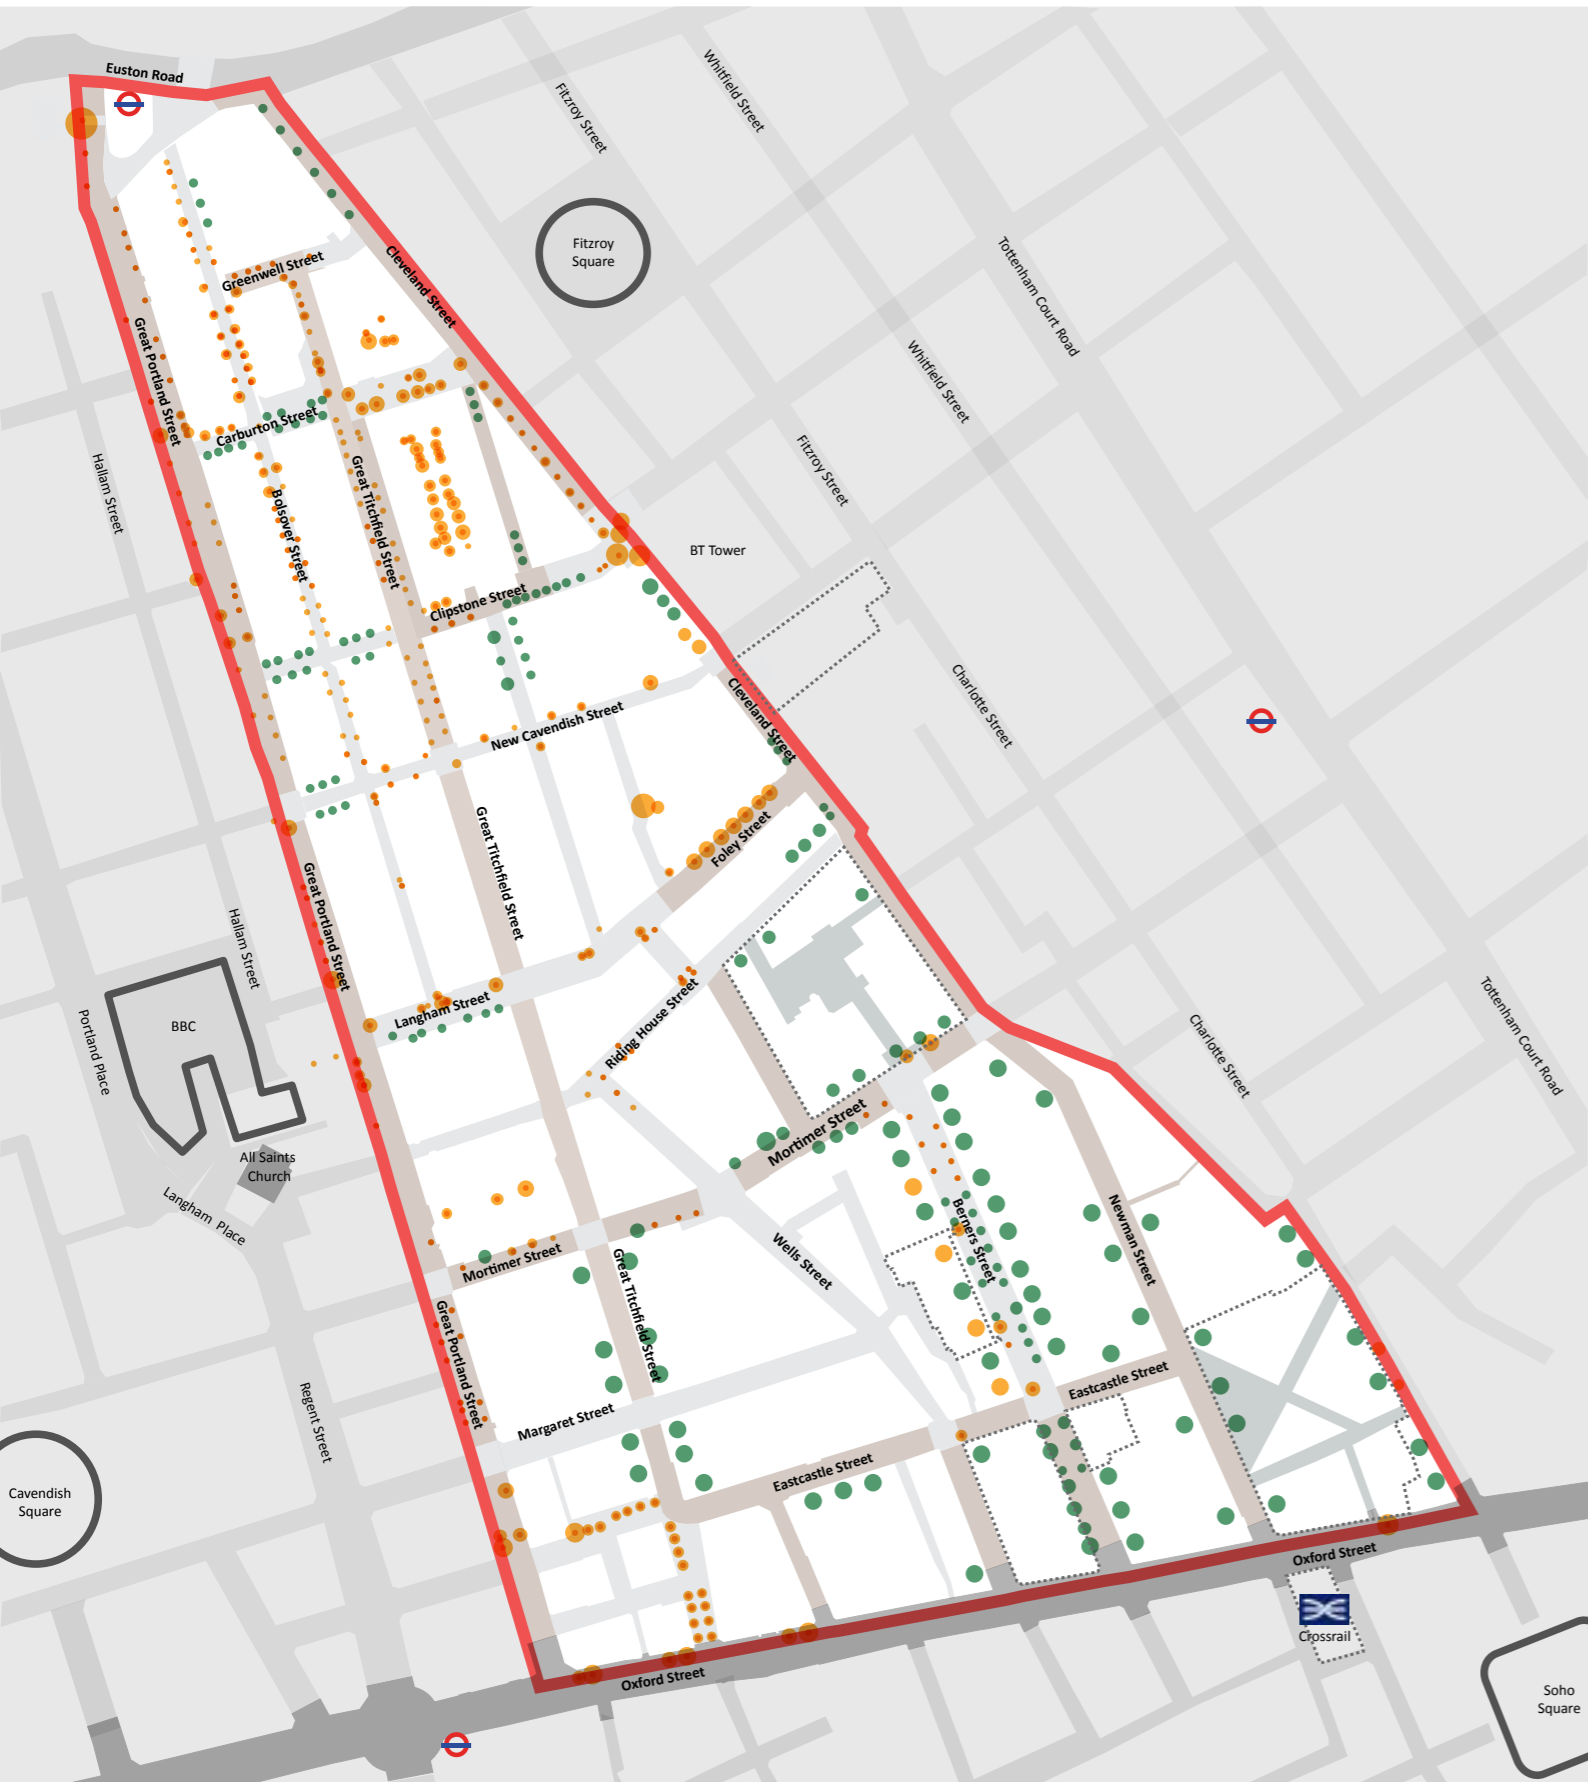 Euston Road
Whitfield Street
Fitzroy Street
Fitzroy
Square
Tottenham Court Road
Cleveland Street
Greenwell Street
Great Portland Street
Whitfield Street
Carburton Street
Fitzroy Street
Hallam Street
Great Titchfield Street
Bolsover Street
BT Tower
Clipstone Street
Charlotte Street
Cleveland Street
New Cavendish Street
Foley Street
Great Titchfield Street
Great Portland Street
Hallam Street
Langham Street
Riding House Street
Portland Place
BBC
Tottenham Court Road
Charlotte Street
Mortimer Street
All Saints
Church
Langham Place
Newman Street
Berners Street
Wells Street
Mortimer Street
Great Titchfield Street
Great Portland Street
Regent Street
Eastcastle Street
Margaret Street
Eastcastle Street
Cavendish
Square
Oxford Street
Crossrail
Oxford Street
Soho
Square